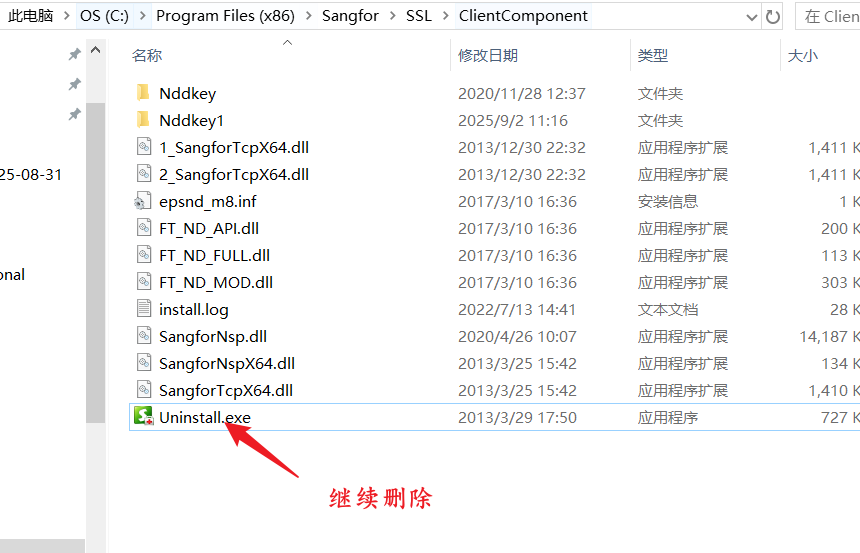 此电脑 > OS (C:) > Program Files (x86) > Sangfor > SSL > ClientComponent 在 Clien
名称 修改日期 类型 大小
Nddkey 2020/11/28 12:37 文件夹
Nddkey1 2025/9/2 11:16 文件夹
1_SangforTcpX64.dll 2013/12/30 22:32 应用程序扩展 1,411 K
25-08-31 2_SangforTcpX64.dll 2013/12/30 22:32 应用程序扩展 1,411 K
epsnd_m8.inf 2017/3/10 16:36 安装信息 1 K
FT_ND_API.dll 2017/3/10 16:36 应用程序扩展 200 K
FT_ND_FULL.dll 2017/3/10 16:36 应用程序扩展 113 K
onal FT_ND_MOD.dll 2017/3/10 16:36 应用程序扩展 303 K
install.log 2022/7/13 14:41 文本文档 28 K
SangforNsp.dll 2020/4/26 10:07 应用程序扩展 14,187 K
SangforNspX64.dll 2013/3/25 15:42 应用程序扩展 134 K
SangforTcpX64.dll 2013/3/25 15:42 应用程序扩展 1,410 K
Uninstall.exe 2013/3/29 17:50 应用程序 727 K
继续删除